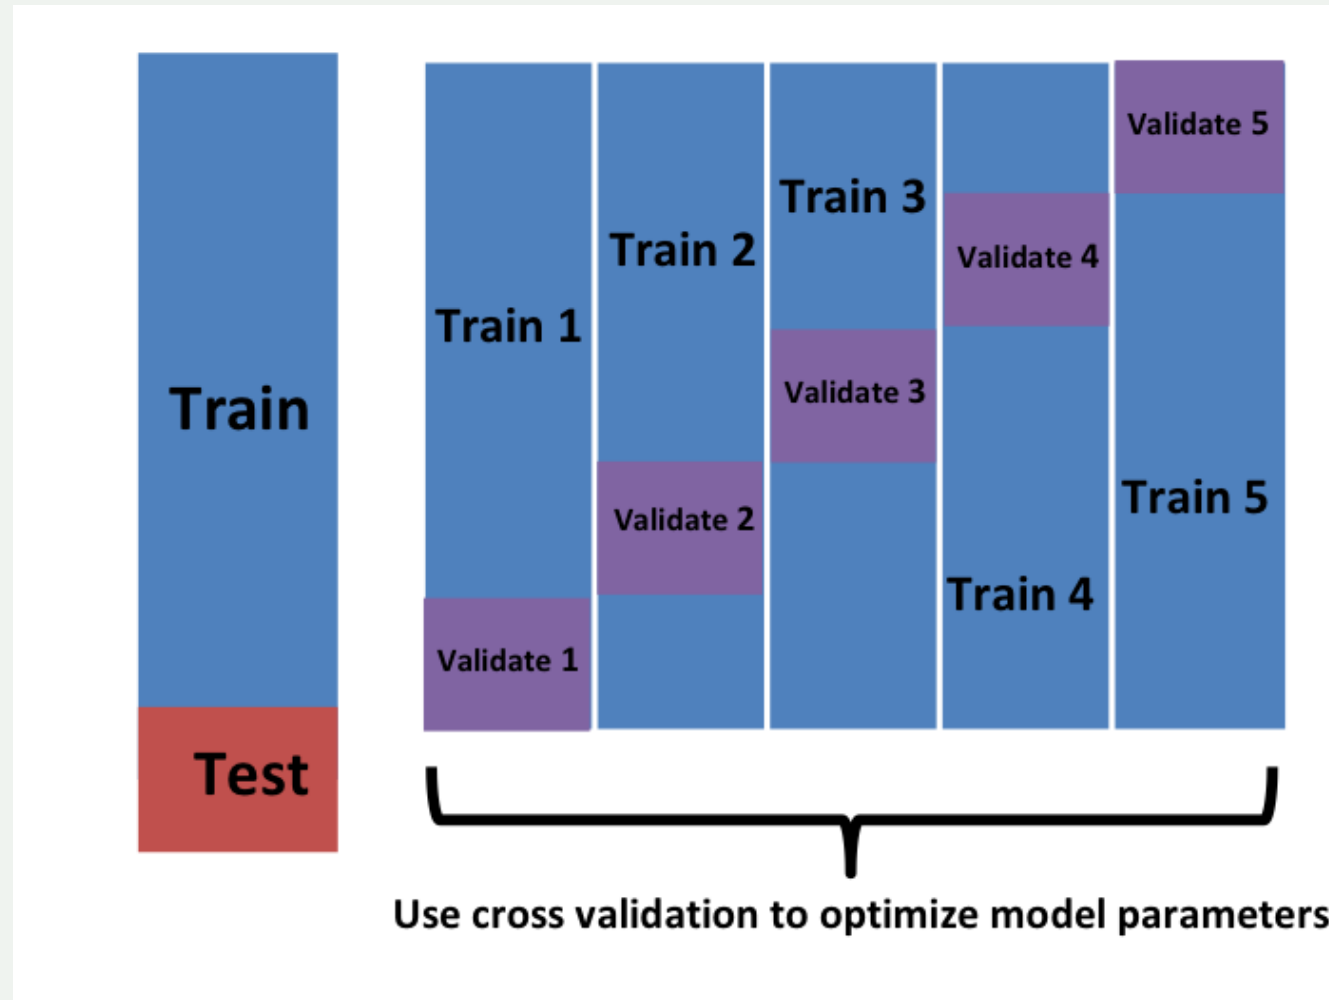 Train
Test
Train 1
Validate 1
Train 2
Validate 2
Train 3
Validate 3
Validate 4
Train 4
Validate 5
Train 5
Use cross validation to optimize model parameters